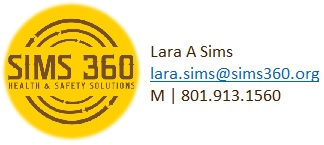 SIMS 360
HEALTH & SAFETY SOLUTIONS
Lara A Sims
lara.sims@sims360.org
M | 801.913.1560